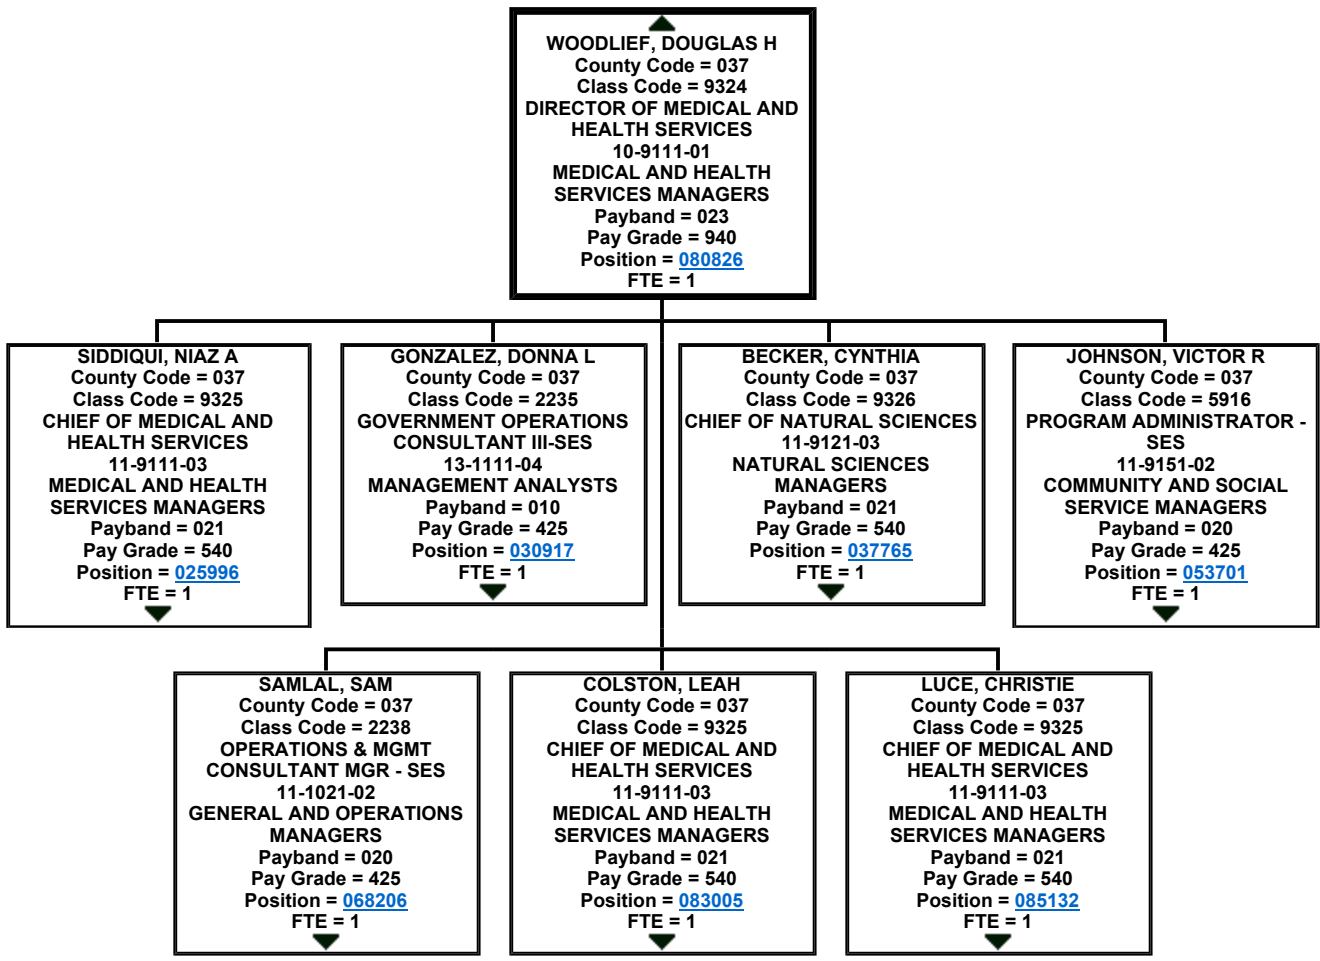 WOODLIEF, DOUGLAS H
County Code = 037
Class Code = 9324
DIRECTOR OF MEDICAL AND
HEALTH SERVICES
10-9111-01
MEDICAL AND HEALTH
SERVICES MANAGERS
Payband = 023
Pay Grade = 940
Position = 080826
FTE = 1
SIDDIQUI, NIAZ A
County Code = 037
Class Code = 9325
CHIEF OF MEDICAL AND
HEALTH SERVICES
11-9111-03
MEDICAL AND HEALTH
SERVICES MANAGERS
Payband = 021
Pay Grade = 540
Position = 025996
FTE = 1
GONZALEZ, DONNA L
County Code = 037
Class Code = 2235
GOVERNMENT OPERATIONS
CONSULTANT III-SES
13-1111-04
MANAGEMENT ANALYSTS
Payband = 010
Pay Grade = 425
Position = 030917
FTE = 1
BECKER, CYNTHIA
County Code = 037
Class Code = 9326
CHIEF OF NATURAL SCIENCES
11-9121-03
NATURAL SCIENCES
MANAGERS
Payband = 021
Pay Grade = 540
Position = 037765
FTE = 1
JOHNSON, VICTOR R
County Code = 037
Class Code = 5916
PROGRAM ADMINISTRATOR -
SES
11-9151-02
COMMUNITY AND SOCIAL
SERVICE MANAGERS
Payband = 020
Pay Grade = 425
Position = 053701
FTE = 1
SAMLAL, SAM
County Code = 037
Class Code = 2238
OPERATIONS & MGMT
CONSULTANT MGR - SES
11-1021-02
GENERAL AND OPERATIONS
MANAGERS
Payband = 020
Pay Grade = 425
Position = 068206
FTE = 1
COLSTON, LEAH
County Code = 037
Class Code = 9325
CHIEF OF MEDICAL AND
HEALTH SERVICES
11-9111-03
MEDICAL AND HEALTH
SERVICES MANAGERS
Payband = 021
Pay Grade = 540
Position = 083005
FTE = 1
LUCE, CHRISTIE
County Code = 037
Class Code = 9325
CHIEF OF MEDICAL AND
HEALTH SERVICES
11-9111-03
MEDICAL AND HEALTH
SERVICES MANAGERS
Payband = 021
Pay Grade = 540
Position = 085132
FTE = 1